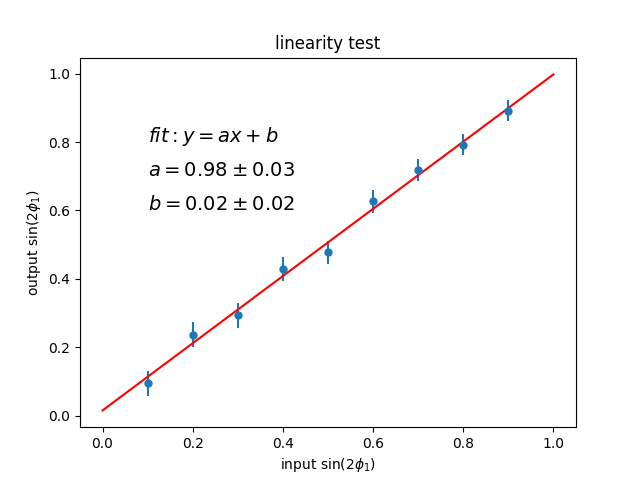 linearity test
1.0
0.8
0.6
0.4
0.2
0.0
output sin(2ϕ₁)
fit : y = ax + b
a = 0.98 ± 0.03
b = 0.02 ± 0.02
0.0 0.2 0.4 0.6 0.8 1.0
input sin(2ϕ₁)